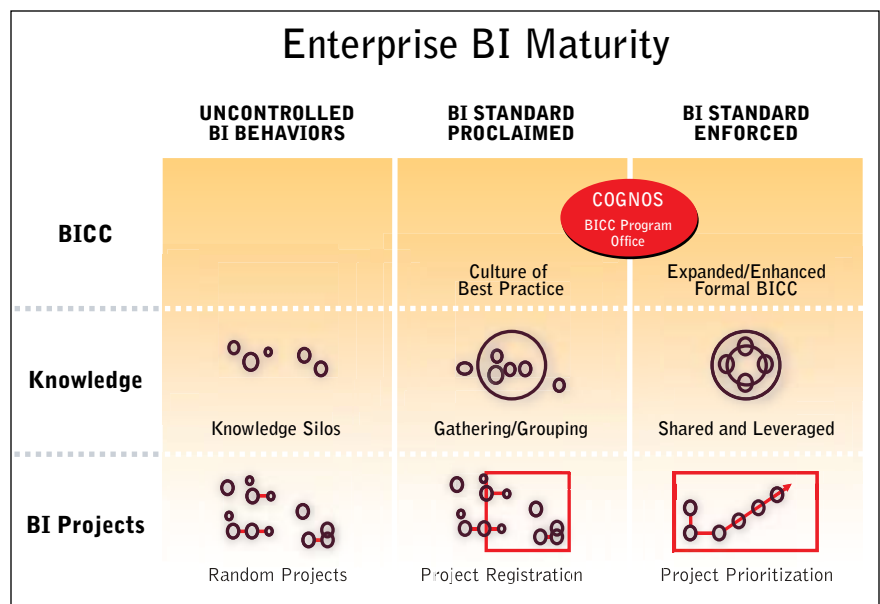 Enterprise BI Maturity
UNCONTROLLED
BI BEHAVIORS
BI STANDARD
PROCLAIMED
BI STANDARD
ENFORCED
BICC
COGNOS
BICC Program
Office
Culture of
Best Practice
Expanded/Enhanced
Formal BICC
Knowledge
Knowledge Silos
Gathering/Grouping
Shared and Leveraged
BI Projects
Random Projects
Project Registration
Project Prioritization